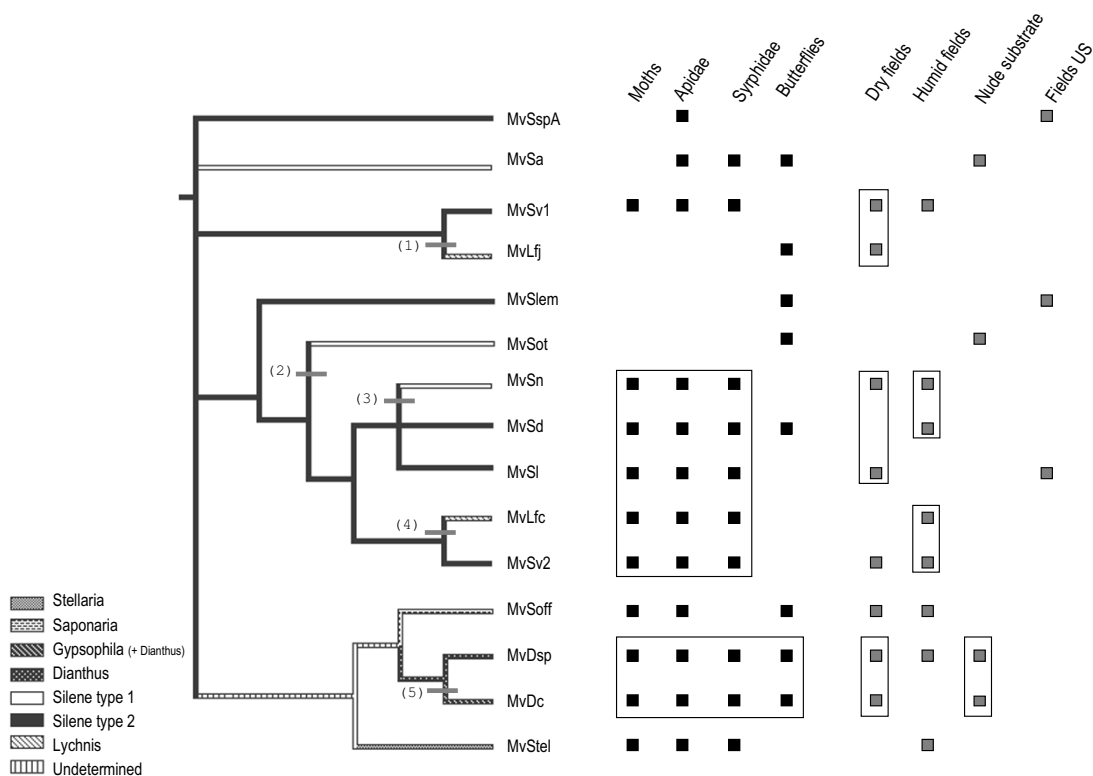 Moths
Apidae
Syrphidae
Butterflies
Dry fields
Humid fields
Nude substrate
Fields US
MvSspA
MvSa
MvSv1
(1)
MvLfj
MvSlem
MvSot
(2)
MvSn
(3)
MvSd
MvSl
MvLfc
(4)
MvSv2
MvSoff
MvDsp
(5)
MvDc
MvStel
Stellaria
Saponaria
Gypsophila (+ Dianthus)
Dianthus
Silene type 1
Silene type 2
Lychnis
Undetermined